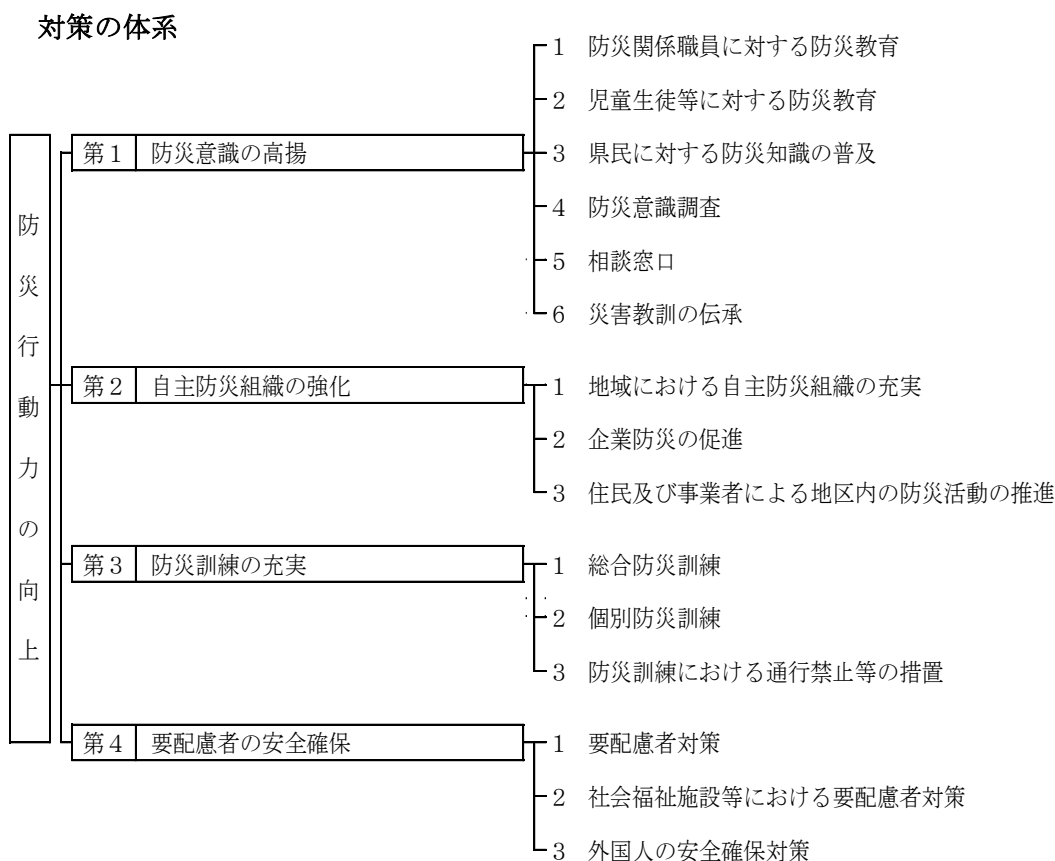 対策の体系
防災行動力の向上
第１ 防災意識の高揚
１ 防災関係職員に対する防災教育
２ 児童生徒等に対する防災教育
３ 県民に対する防災知識の普及
４ 防災意識調査
５ 相談窓口
６ 災害教訓の伝承
第２ 自主防災組織の強化
１ 地域における自主防災組織の充実
２ 企業防災の促進
３ 住民及び事業者による地区内の防災活動の推進
第３ 防災訓練の充実
１ 総合防災訓練
２ 個別防災訓練
３ 防災訓練における通行禁止等の措置
第４ 要配慮者の安全確保
１ 要配慮者対策
２ 社会福祉施設等における要配慮者対策
３ 外国人の安全確保対策